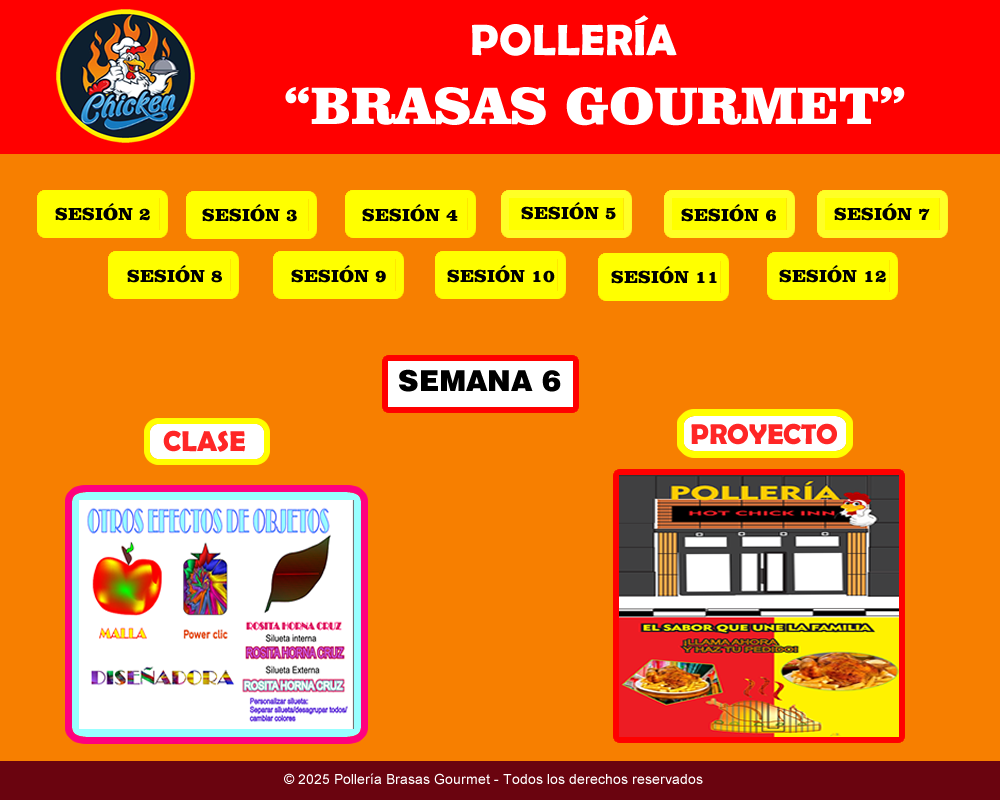 Chicken
POLLERÍA
“BRASAS GOURMET”
SESIÓN 2
SESIÓN 3
SESIÓN 4
SESIÓN 5
SESIÓN 6
SESIÓN 7
SESIÓN 8
SESIÓN 9
SESIÓN 10
SESIÓN 11
SESIÓN 12
SEMANA 6
CLASE
OTROS EFECTOS DE OBJETOS
MALLA
Power clic
DISEÑADORA
ROSITA HORNA CRUZ
Silueta interna
ROSITA HORNA CRUZ
Silueta Externa
ROSITA HORNA CRUZ
Personalizar silueta:
Separar silueta/desagrupar todos/
cambiar colores
PROYECTO
POLLERÍA
HOT CHICK INN
EL SABOR QUE UNE LA FAMILIA
¡LLAMA AHORA
Y HAZ TU PEDIDO!
© 2025 Pollería Brasas Gourmet - Todos los derechos reservados